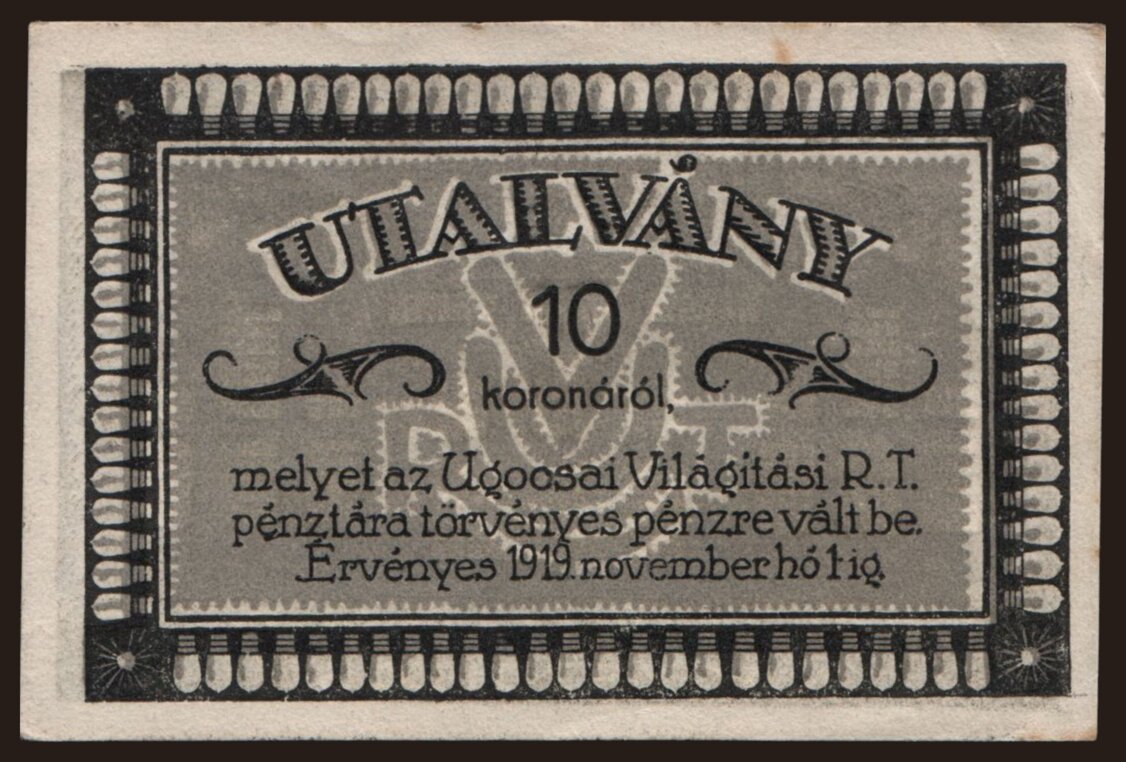 UTALVÁNY
10
koronáról,
melyet az Ugocsai Világitási R.T.
pénztára törvényes pénzre vált be.
Érvényes 1919. november hó 1 ig.
U V
R T